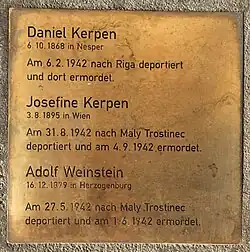 Daniel Kerpen
6.10.1868 in Nesper
Am 6.2.1942 nach Riga deportiert
und dort ermordet.
Josefine Kerpen
3.8.1895 in Wien
Am 31.8.1942 nach Maly Trostinec
deportiert und am 4.9.1942 ermordet.
Adolf Weinstein
16.12.1879 in Herzogenburg
Am 27.5.1942 nach Maly Trostinec
deportiert und am 1.6.1942 ermordet.